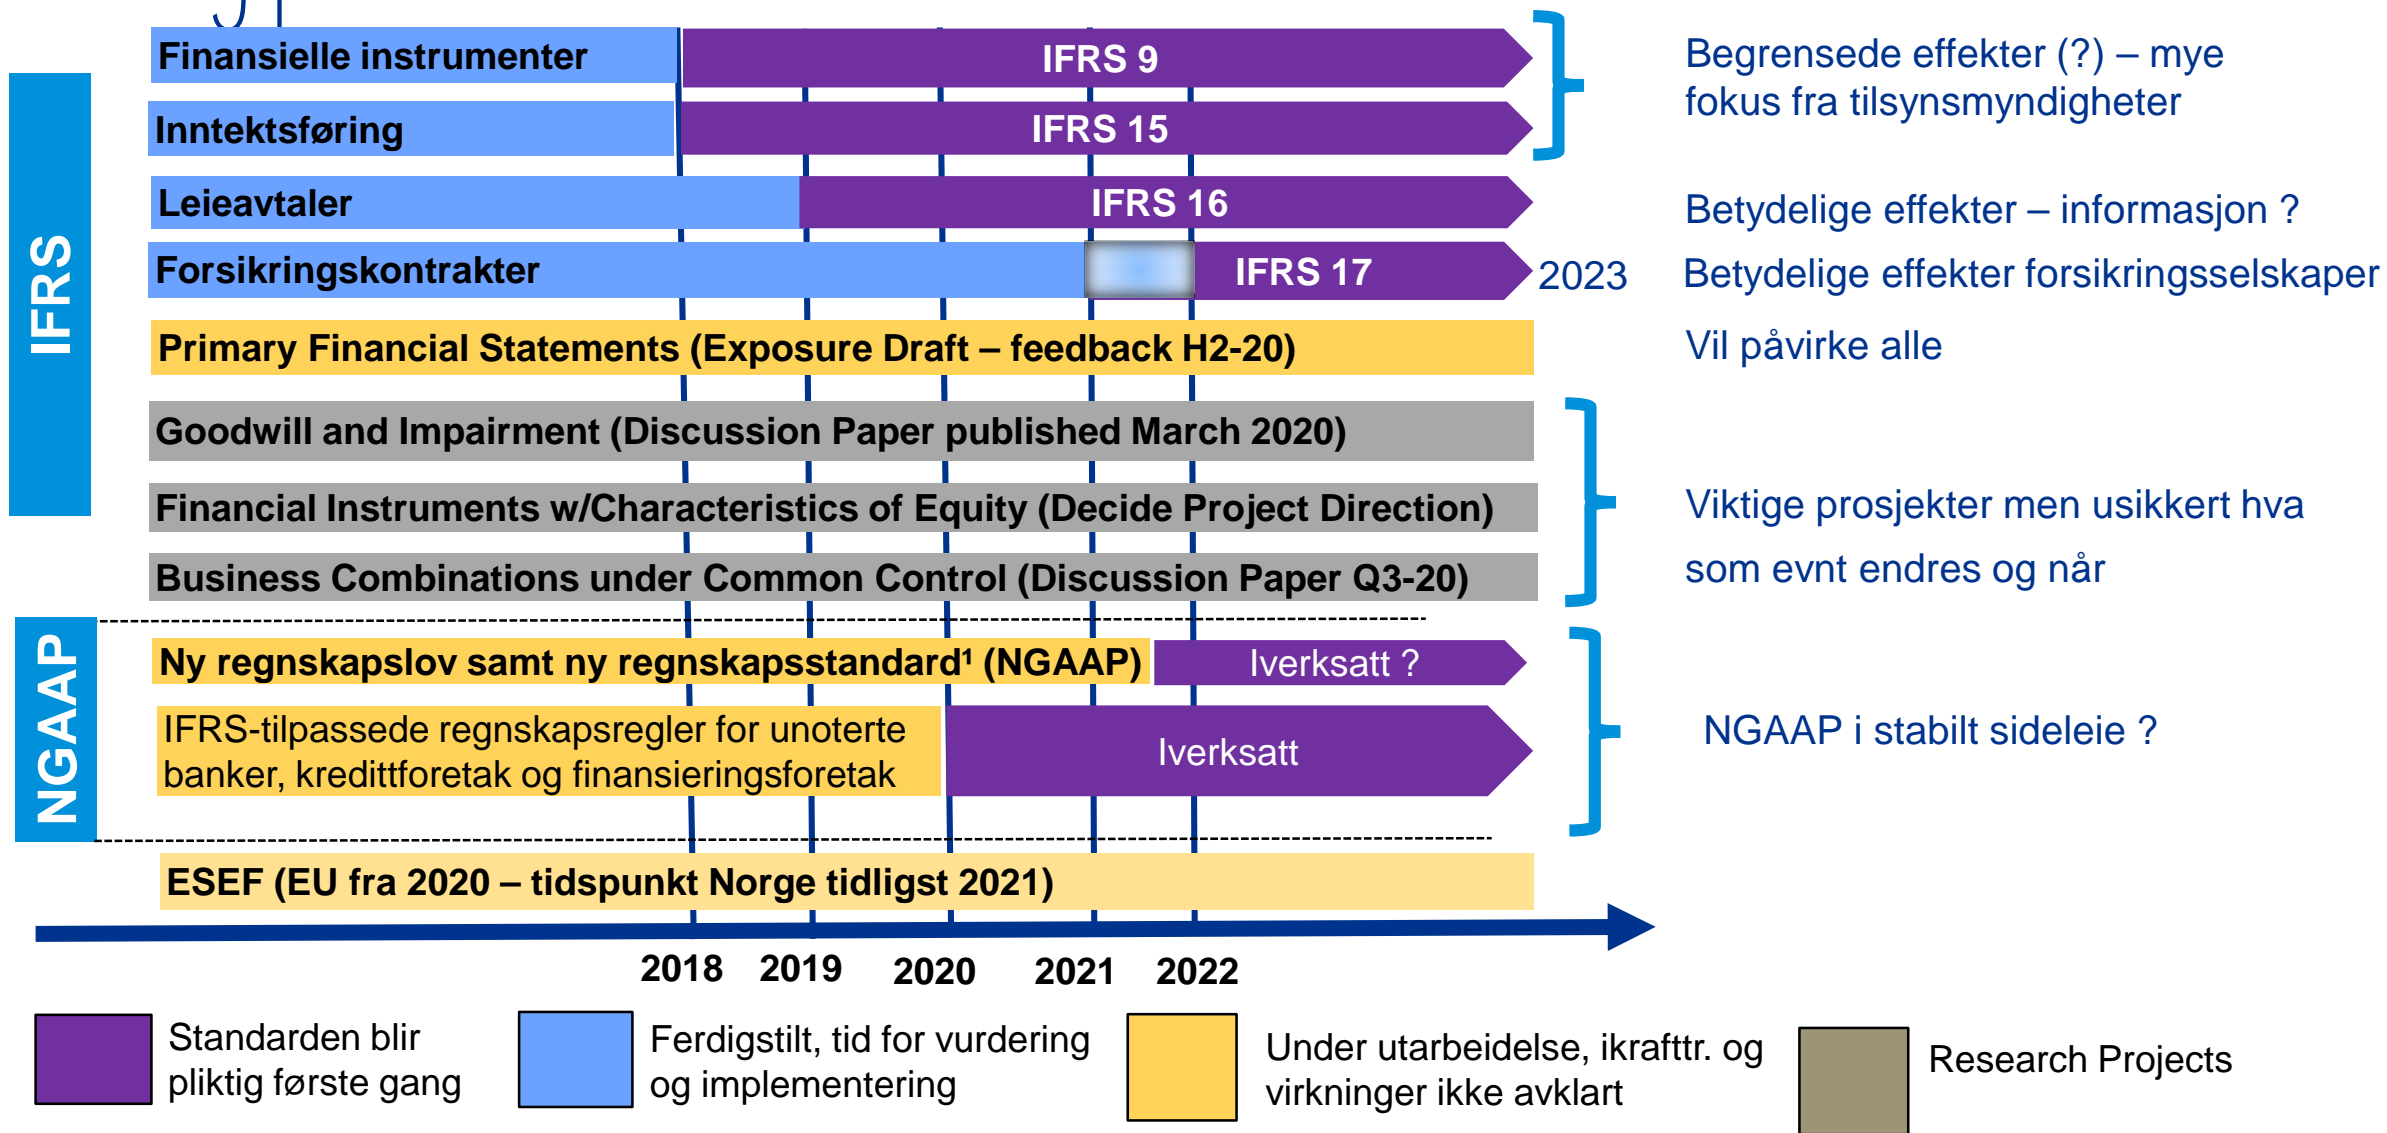 Finansielle instrumenter
IFRS 9
Begrensede effekter (?) – mye
fokus fra tilsynsmyndigheter
Inntektsføring
IFRS 15
Leieavtaler
IFRS 16
Betydelige effekter – informasjon ?
Forsikringskontrakter
IFRS 17
2023
Betydelige effekter forsikringsselskaper
IFRS
Primary Financial Statements (Exposure Draft – feedback H2-20)
Vil påvirke alle
Goodwill and Impairment (Discussion Paper published March 2020)
Financial Instruments w/Characteristics of Equity (Decide Project Direction)
Business Combinations under Common Control (Discussion Paper Q3-20)
Viktige prosjekter men usikkert hva
som evnt endres og når
NGAAP
Ny regnskapslov samt ny regnskapsstandard¹ (NGAAP)
Iverksatt ?
IFRS-tilpassede regnskapsregler for unoterte
banker, kredittforetak og finansieringsforetak
Iverksatt
NGAAP i stabilt sideleie ?
ESEF (EU fra 2020 – tidspunkt Norge tidligst 2021)
2018 2019 2020 2021 2022
Standarden blir
pliktig første gang
Ferdigstilt, tid for vurdering
og implementering
Under utarbeidelse, ikrafttr. og
virkninger ikke avklart
Research Projects